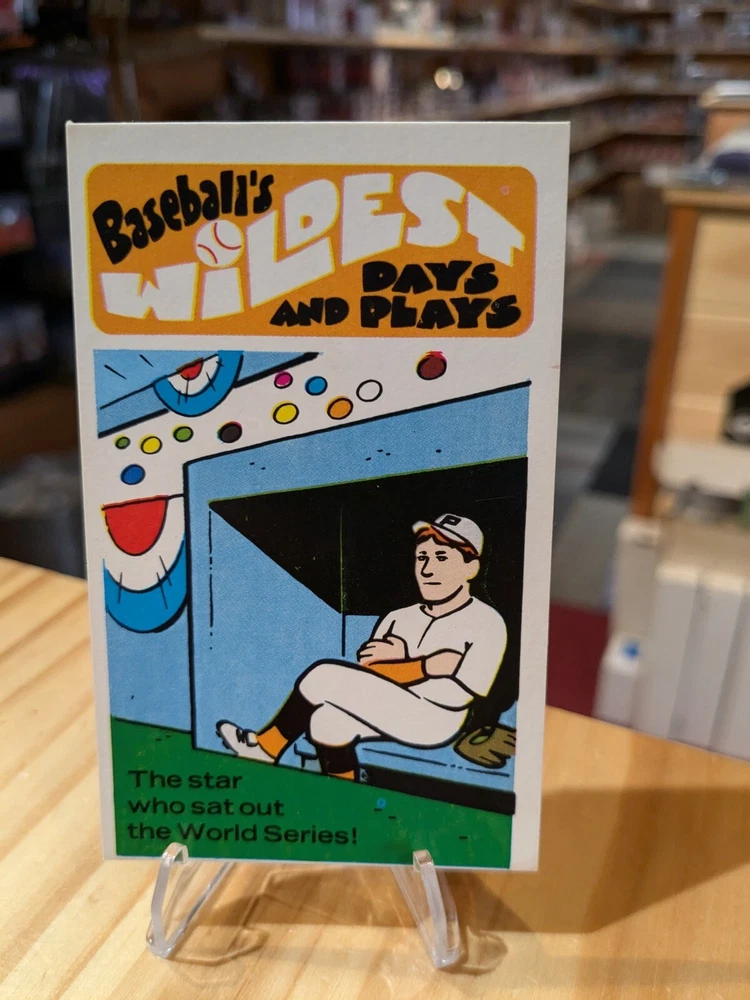 Baseball's
WiLDEST
DAYS
AND PLAYS
P
The star
who sat out
the World Series!